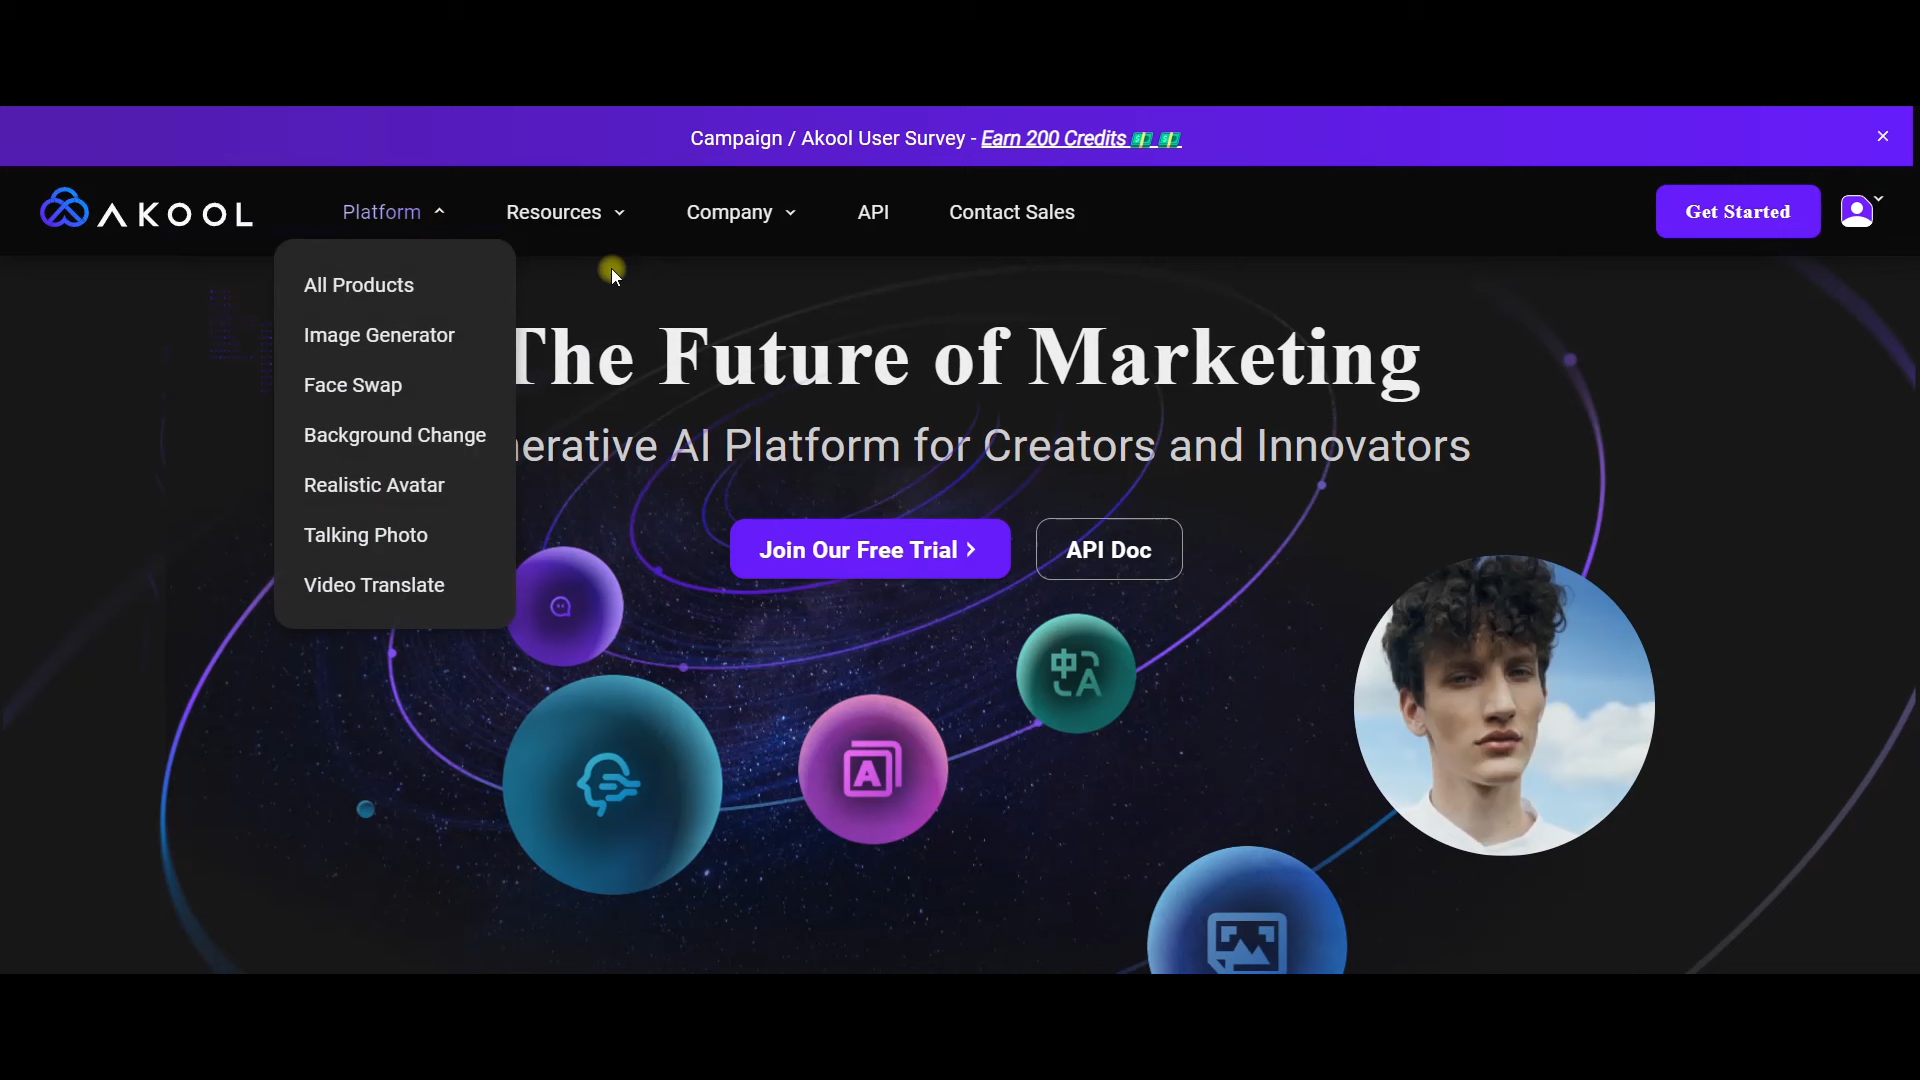 Campaign / Akool User Survey - Earn 200 Credits 💵 💵
AKOOL
Platform
Resources
Company
API
Contact Sales
Get Started
All Products
Image Generator
Face Swap
Background Change
Realistic Avatar
Talking Photo
Video Translate
The Future of Marketing
nerative AI Platform for Creators and Innovators
Join Our Free Trial ›
API Doc
中
A
A